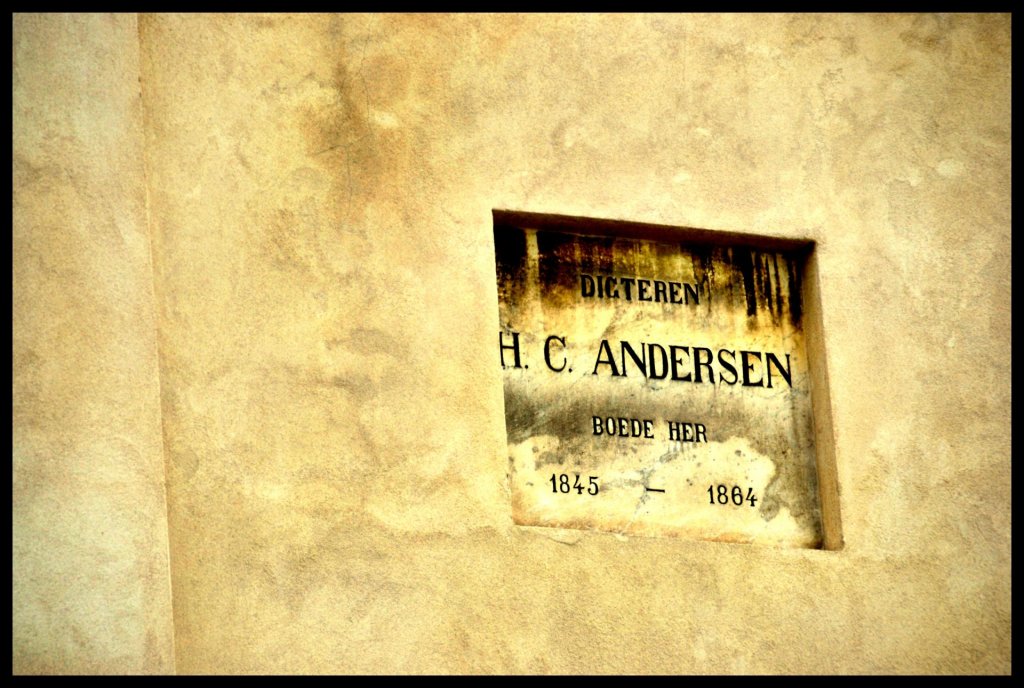 DIGTEREN
H. C. ANDERSEN
BOEDE HER
1845 — 1864